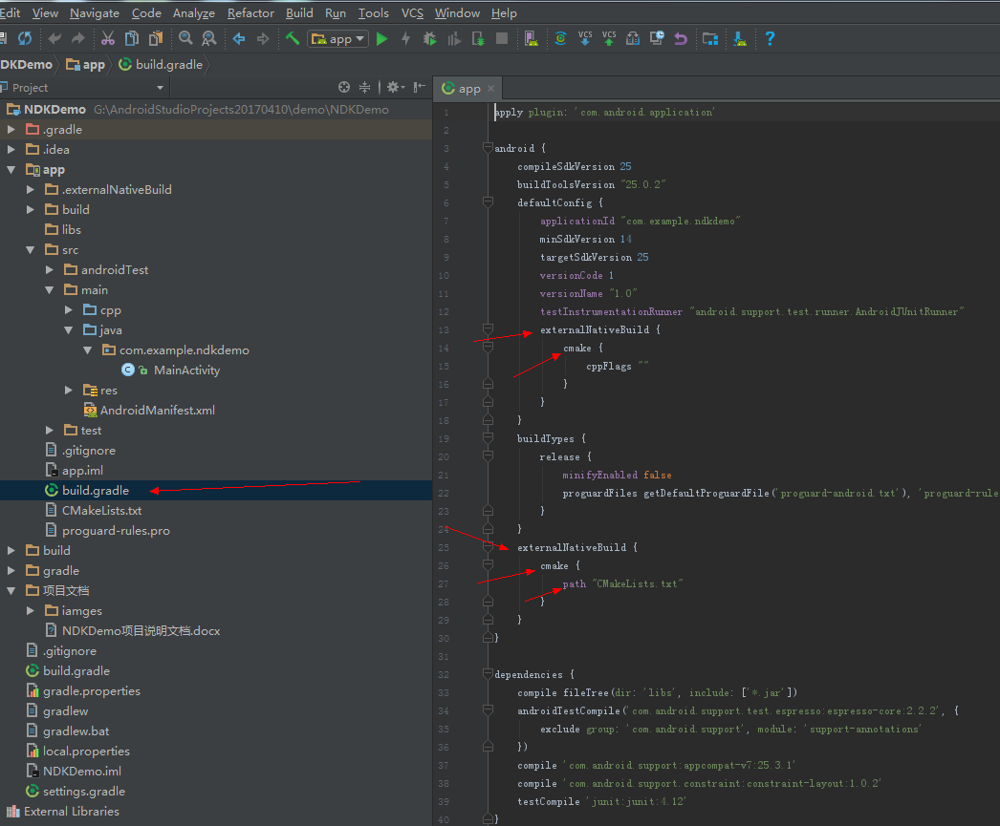 Edit View Navigate Code Analyze Refactor Build Run Tools VCS Window Help
app VCS VCS ?
DKDemo app build.gradle
Project
app
NDKDemo G:\AndroidStudioProjects20170410\demo\NDKDemo
.gradle
.idea
app
.externalNativeBuild
build
libs
src
androidTest
main
cpp
java
com.example.ndkdemo
MainActivity
res
AndroidManifest.xml
test
.gitignore
app.iml
build.gradle
CMakeLists.txt
proguard-rules.pro
build
gradle
项目文档
iamges
NDKDemo项目说明文档.docx
.gitignore
build.gradle
gradle.properties
gradlew
gradlew.bat
local.properties
NDKDemo.iml
settings.gradle
External Libraries
1 apply plugin: 'com.android.application'
2
3 android {
4 compileSdkVersion 25
5 buildToolsVersion "25.0.2"
6 defaultConfig {
7 applicationId "com.example.ndkdemo"
8 minSdkVersion 14
9 targetSdkVersion 25
10 versionCode 1
11 versionName "1.0"
12 testInstrumentationRunner "android.support.test.runner.AndroidJUnitRunner"
13 externalNativeBuild {
14 cmake {
15 cppFlags ""
16 }
17 }
18 }
19 buildTypes {
20 release {
21 minifyEnabled false
22 proguardFiles getDefaultProguardFile('proguard-android.txt'), 'proguard-rule
23 }
24 }
25 externalNativeBuild {
26 cmake {
27 path "CMakeLists.txt"
28 }
29 }
30 }
31
32 dependencies {
33 compile fileTree(dir: 'libs', include: ['*.jar'])
34 androidTestCompile('com.android.support.test.espresso:espresso-core:2.2.2', {
35 exclude group: 'com.android.support', module: 'support-annotations'
36 })
37 compile 'com.android.support:appcompat-v7:25.3.1'
38 compile 'com.android.support.constraint:constraint-layout:1.0.2'
39 testCompile 'junit:junit:4.12'
40 }